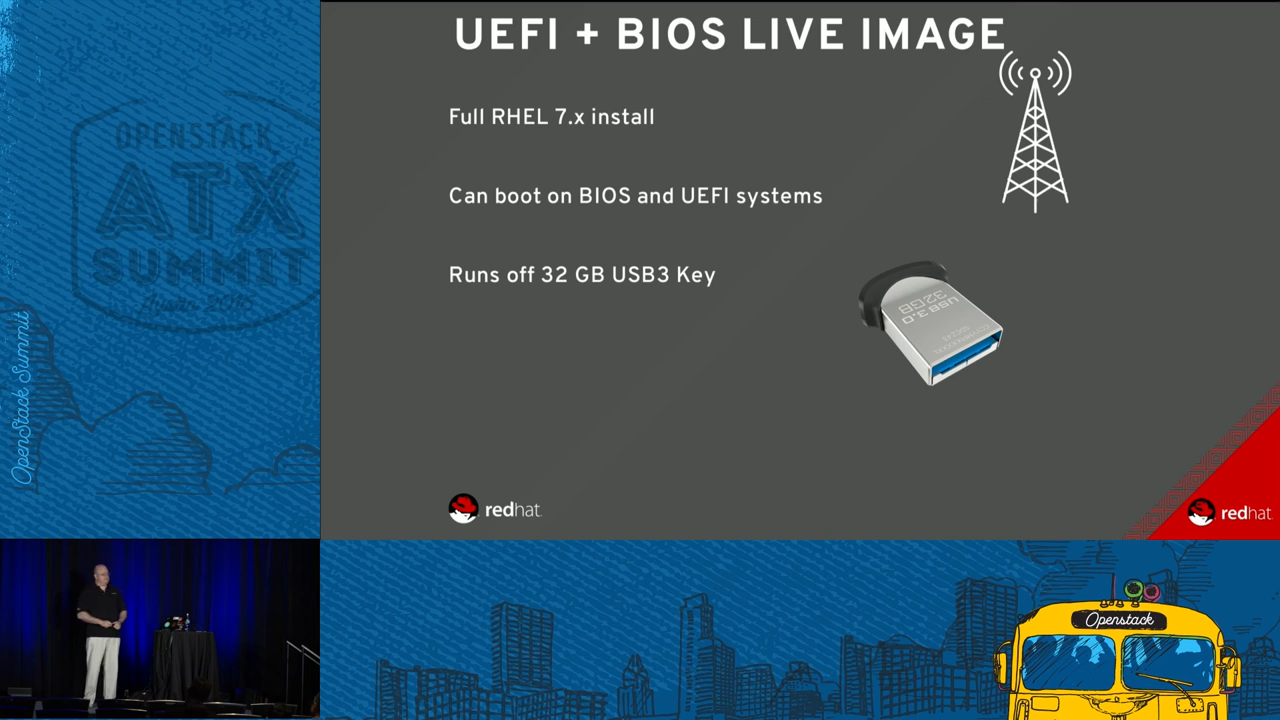 UEFI + BIOS LIVE IMAGE
Full RHEL 7.x install
Can boot on BIOS and UEFI systems
Runs off 32 GB USB3 Key
USB 3.0
32GB
redhat.
redhat.
OPENSTACK
ATX
SUMMIT
Austin
OpenStack Summit
Openstack